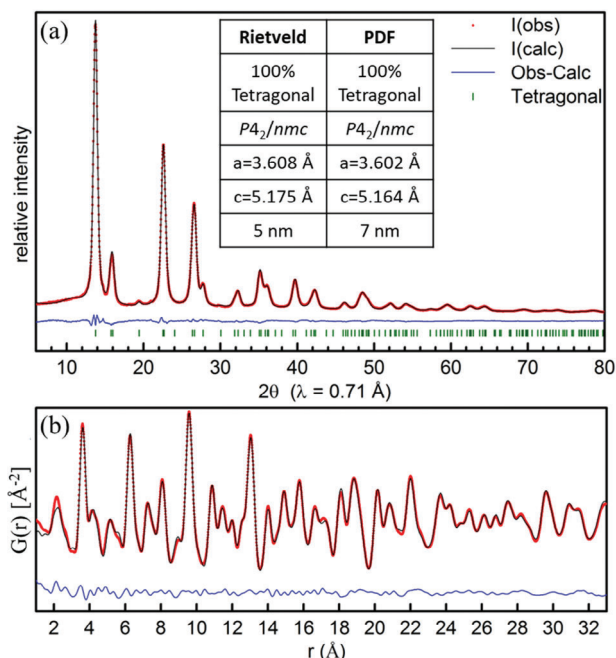 (a)
I(obs)
I(calc)
Obs-Calc
Tetragonal
Rietveld PDF
100% 100%
Tetragonal Tetragonal
P4₂/nmc P4₂/nmc
a=3.608 Å a=3.602 Å
c=5.175 Å c=5.164 Å
5 nm 7 nm
relative intensity
10 20 30 40 50 60 70 80
2θ (λ = 0.71 Å)
(b)
G(r) [Å⁻²]
2 4 6 8 10 12 14 16 18 20 22 24 26 28 30 32
r (Å)